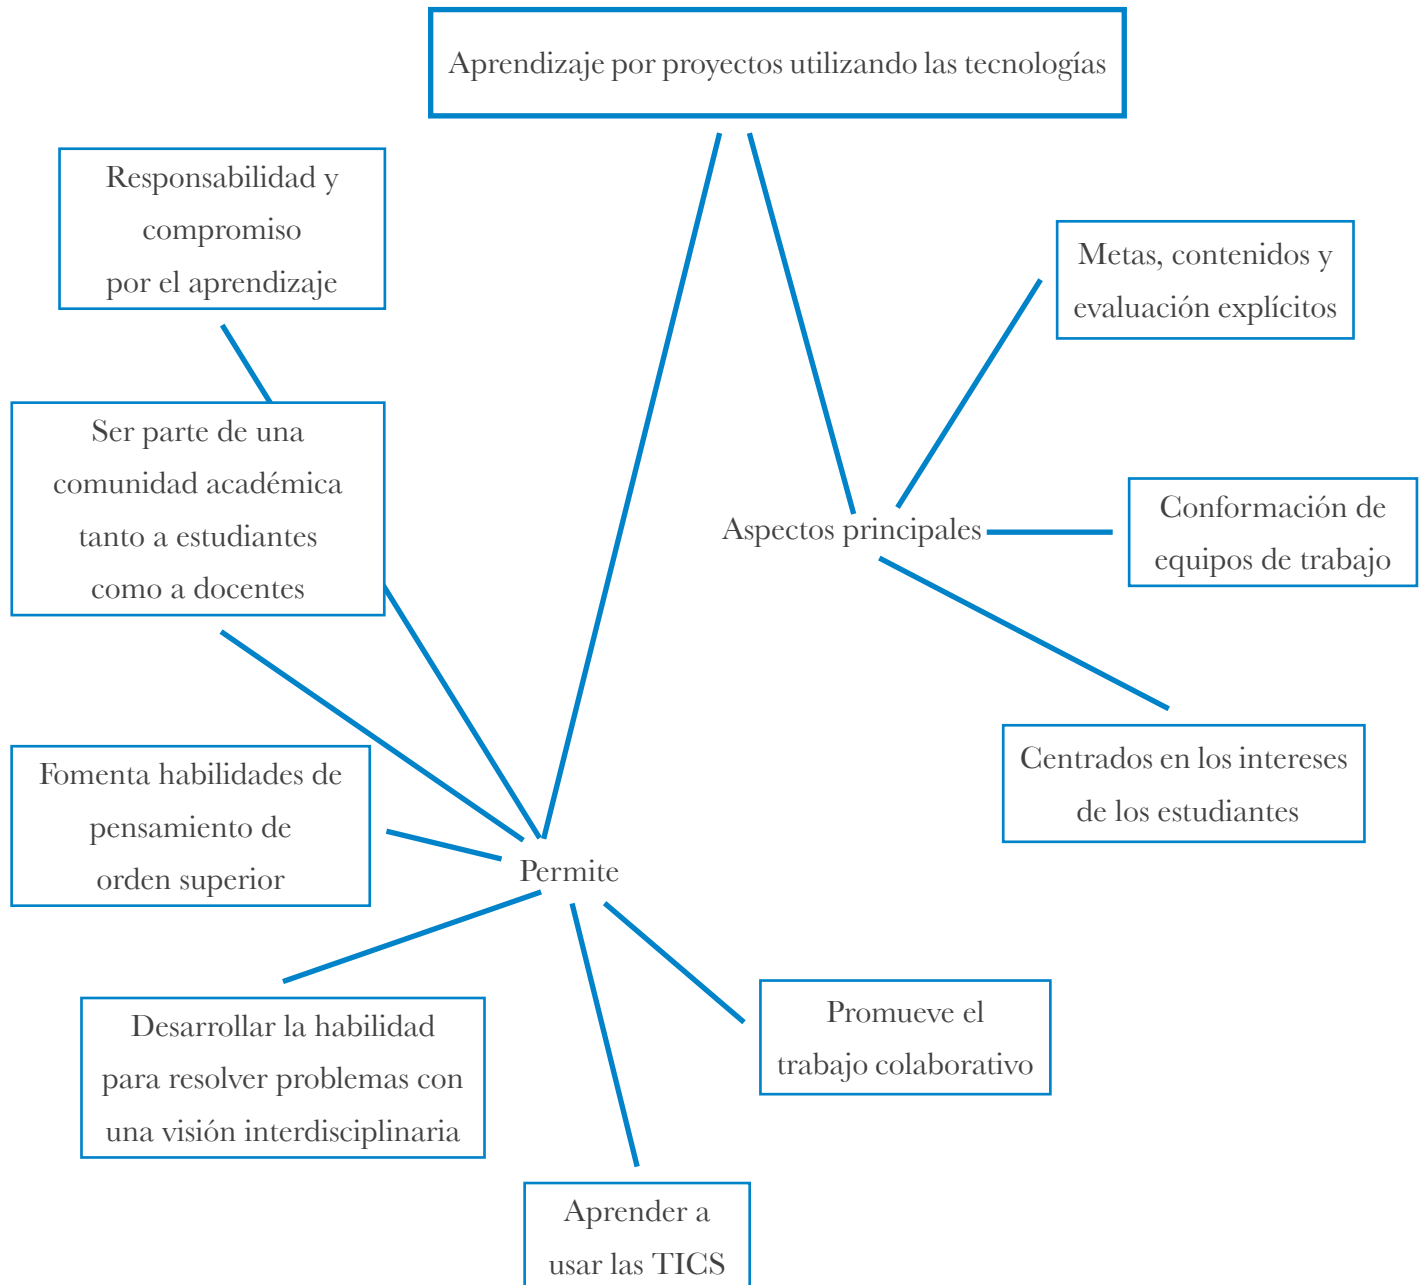 Aprendizaje por proyectos utilizando las tecnologías
Responsabilidad y
compromiso
por el aprendizaje
Metas, contenidos y
evaluación explícitos
Ser parte de una
comunidad académica
tanto a estudiantes
como a docentes
Aspectos principales
Conformación de
equipos de trabajo
Centrados en los intereses
de los estudiantes
Fomenta habilidades de
pensamiento de
orden superior
Permite
Desarrollar la habilidad
para resolver problemas con
una visión interdisciplinaria
Promueve el
trabajo colaborativo
Aprender a
usar las TICS